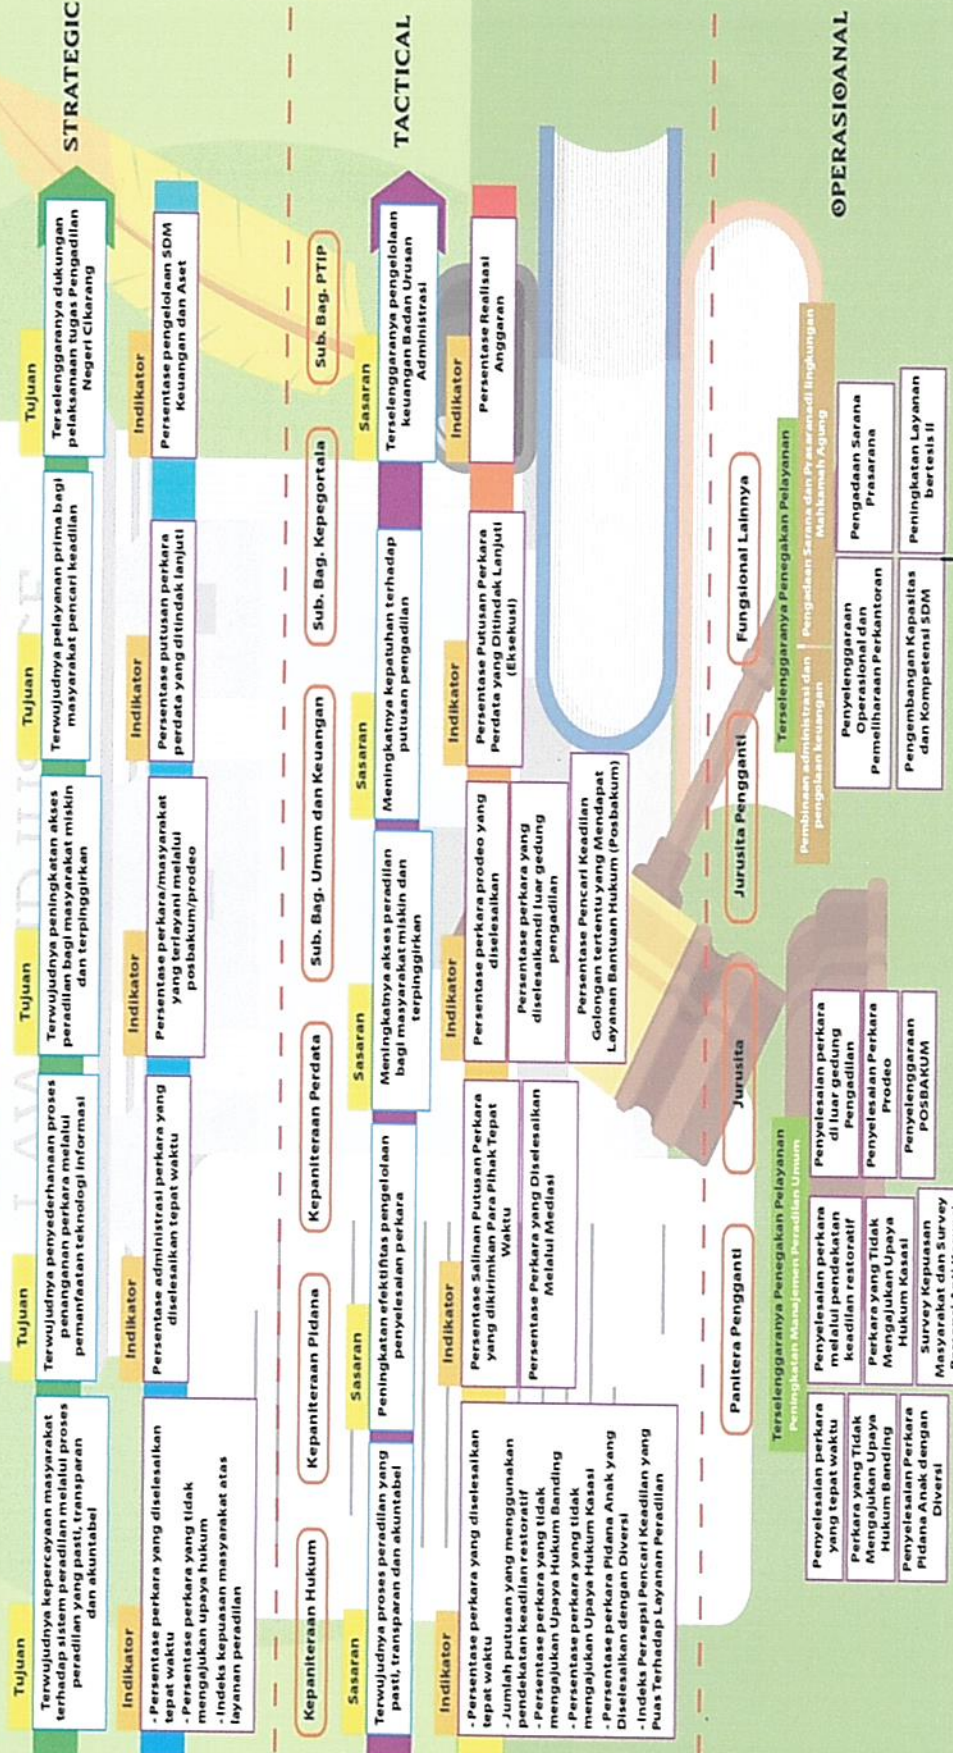 STRATEGIC
Tujuan
Terwujudnya kepercayaan masyarakat
terhadap sistem peradilan melalui proses
peradilan yang pasti, transparan
dan akuntabel
Tujuan
Terwujudnya penyederhanaan proses
penanganan perkara melalui
pemanfaatan teknologi informasi
Tujuan
Terwujudnya peningkatan akses
peradilan bagi masyarakat miskin
dan terpinggirkan
Tujuan
Terwujudnya pelayanan prima bagi
masyarakat pencari keadilan
Tujuan
Terselengaranya dukungan
pelaksanaan tugas Pengadilan
Negeri Cikarang
Indikator
- Persentase perkara yang diselesaikan
tepat waktu
- Persentase perkara yang tidak
mengajukan upaya hukum
- Indeks kepuasan masyarakat atas
layanan peradilan
Indikator
Persentase administrasi perkara yang
diselesaikan tepat waktu
Indikator
Persentase perkara/masyarakat
yang terlayani melalui
posbakum/prodeo
Indikator
Persentase putusan perkara
perdata yang ditindak lanjuti
Indikator
Persentase pengelolaan SDM
Keuangan dan Aset
Kepaniteraan Hukum
Kepaniteraan Pidana
Kepaniteraan Perdata
Sub. Bag. Umum dan Keuangan
Sub. Bag. Kepegortala
Sub. Bag. PTIP
TACTICAL
Sasaran
Terwujudnya proses peradilan yang
pasti, transparan dan akuntabel
Sasaran
Peningkatan efektifitas pengelolaan
penyelesaian perkara
Sasaran
Meningkatnya akses peradilan
bagi masyarakat miskin dan
terpinggirkan
Sasaran
Meningkatnya kepatuhan terhadap
putusan pengadilan
Sasaran
Terselenggaranya pengelolaan
keuangan Badan Urusan
Administrasi
Indikator
- Persentase perkara yang diselesaikan
tepat waktu
- Jumlah putusan yang menggunakan
pendekatan keadilan restoratif
- Persentase perkara yang tidak
mengajukan Upaya Hukum Banding
- Persentase perkara yang tidak
mengajukan Upaya Hukum Kasasi
- Persentase perkara Pidana Anak yang
Diselesaikan dengan Diversi
- Indeks Persepsi Pencari Keadilan yang
Puas Terhadap Layanan Peradilan
Indikator
Persentase Salinan Putusan Perkara
yang dikirimkan Para Pihak Tepat
Waktu
Persentase Perkara yang Diselesaikan
Melalui Mediasi
Indikator
Persentase perkara prodeo yang
diselesaikan
Persentase perkara yang
diselesaikandi luar gedung
pengadilan
Persentase Pencari Keadilan
Golongan tertentu yang Mendapat
Layanan Bantuan Hukum (Posbakum)
Indikator
Persentase Putusan Perkara
Perdata yang Ditindak Lanjuti
(Eksekusi)
Indikator
Persentase Realisasi
Anggaran
Panitera Pengganti
Jurusita
Jurusita Pengganti
Fungsional Lainnya
OPERASIOANAL
Terselenggaranya Penegakan Pelayanan
Peningkatan Manajemen Peradilan Umum
Penyelesaian perkara
yang tepat waktu
Perkara yang Tidak
Mengajukan Upaya
Hukum Banding
Penyelesaian Perkara
Pidana Anak dengan
Diversi
Penyelesaian perkara
melalui pendekatan
keadilan restoratif
Perkara yang Tidak
Mengajukan Upaya
Hukum Kasasi
Survey Kepuasan
Masyarakat dan Survey
Penyelesaian perkara
di luar gedung
Pengadilan
Penyelesaian Perkara
Prodeo
Penyelenggaraan
POSBAKUM
Terselenggaranya Penegakan Pelayanan
Pembinaan administrasi dan
pengolaan keuangan
Pengadaan Sarana dan Prasaranadi lingkungan
Mahkamah Agung
Penyelenggaraan
Operasional dan
Pemeliharaan Perkantoran
Pengembangan Kapasitas
dan Kompetensi SDM
Pengadaan Sarana
Prasarana
Peningkatan Layanan
bertesis II